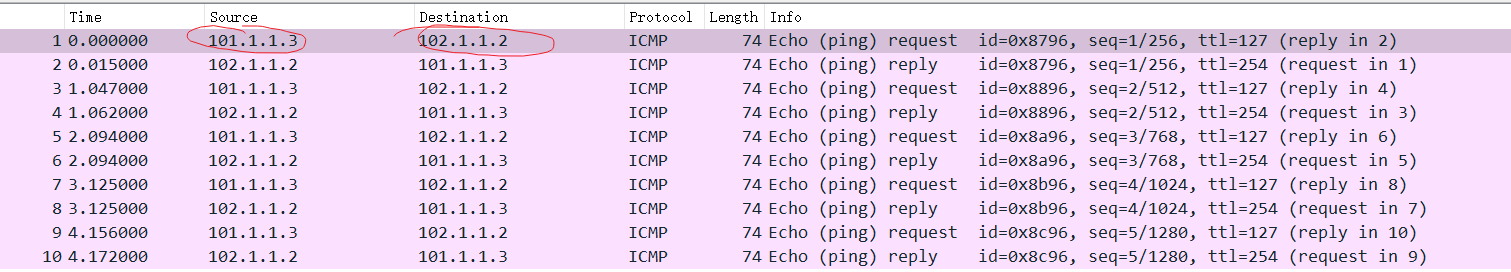 Time Source Destination Protocol Length Info
1 0.000000 101.1.1.3 102.1.1.2 ICMP 74 Echo (ping) request id=0x8796, seq=1/256, ttl=127 (reply in 2)
2 0.015000 102.1.1.2 101.1.1.3 ICMP 74 Echo (ping) reply id=0x8796, seq=1/256, ttl=254 (request in 1)
3 1.047000 101.1.1.3 102.1.1.2 ICMP 74 Echo (ping) request id=0x8896, seq=2/512, ttl=127 (reply in 4)
4 1.062000 102.1.1.2 101.1.1.3 ICMP 74 Echo (ping) reply id=0x8896, seq=2/512, ttl=254 (request in 3)
5 2.094000 101.1.1.3 102.1.1.2 ICMP 74 Echo (ping) request id=0x8a96, seq=3/768, ttl=127 (reply in 6)
6 2.094000 102.1.1.2 101.1.1.3 ICMP 74 Echo (ping) reply id=0x8a96, seq=3/768, ttl=254 (request in 5)
7 3.125000 101.1.1.3 102.1.1.2 ICMP 74 Echo (ping) request id=0x8b96, seq=4/1024, ttl=127 (reply in 8)
8 3.125000 102.1.1.2 101.1.1.3 ICMP 74 Echo (ping) reply id=0x8b96, seq=4/1024, ttl=254 (request in 7)
9 4.156000 101.1.1.3 102.1.1.2 ICMP 74 Echo (ping) request id=0x8c96, seq=5/1280, ttl=127 (reply in 10)
10 4.172000 102.1.1.2 101.1.1.3 ICMP 74 Echo (ping) reply id=0x8c96, seq=5/1280, ttl=254 (request in 9)